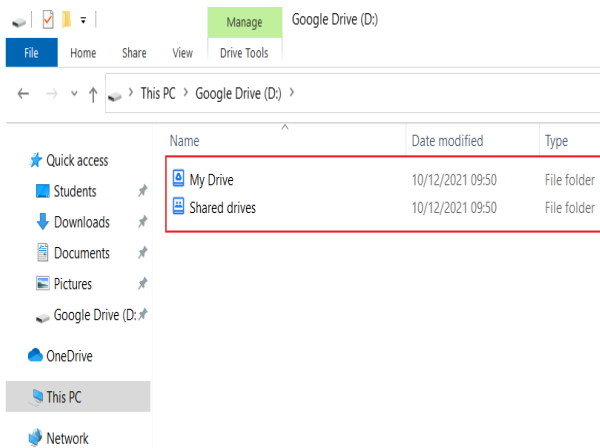 Manage Google Drive (D:)
File Home Share View Drive Tools
This PC > Google Drive (D:) >
Name Date modified Type
Quick access
My Drive 10/12/2021 09:50 File folder
Students
Shared drives 10/12/2021 09:50 File folder
Downloads
Documents
Pictures
Google Drive (D:
OneDrive
This PC
Network